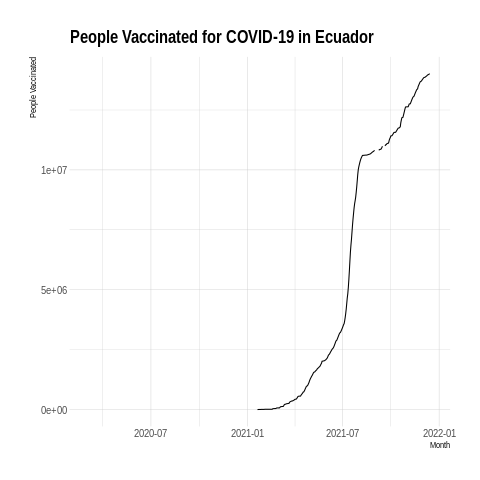 People Vaccinated for COVID-19 in Ecuador
People Vaccinated
1e+07
5e+06
0e+00
2020-07 2021-01 2021-07 2022-01
Month